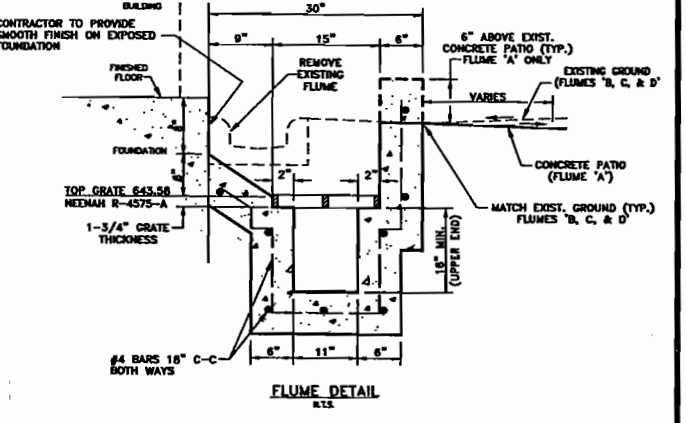 BUILDING
30"
CONTRACTOR TO PROVIDE
SMOOTH FINISH ON EXPOSED
FOUNDATION
9"
15"
6"
6" ABOVE EXIST.
CONCRETE PATIO (TYP.)
FLUME 'A' ONLY
REMOVE
EXISTING
FLUME
FINISHED
FLOOR
EXISTING GROUND
(FLUMES 'B, C, & D'
VARIES
FOUNDATION
CONCRETE PATIO
(FLUME 'A')
2"
2"
TOP GRATE 643.58
NEENAH R-4575-A
1-3/4" GRATE
THICKNESS
MATCH EXIST. GROUND (TYP.)
FLUMES 'B, C, & D'
18" MIN.
(UPPER END)
#4 BARS 18" C-C
BOTH WAYS
6"
11"
6"
FLUME DETAIL
N.T.S.